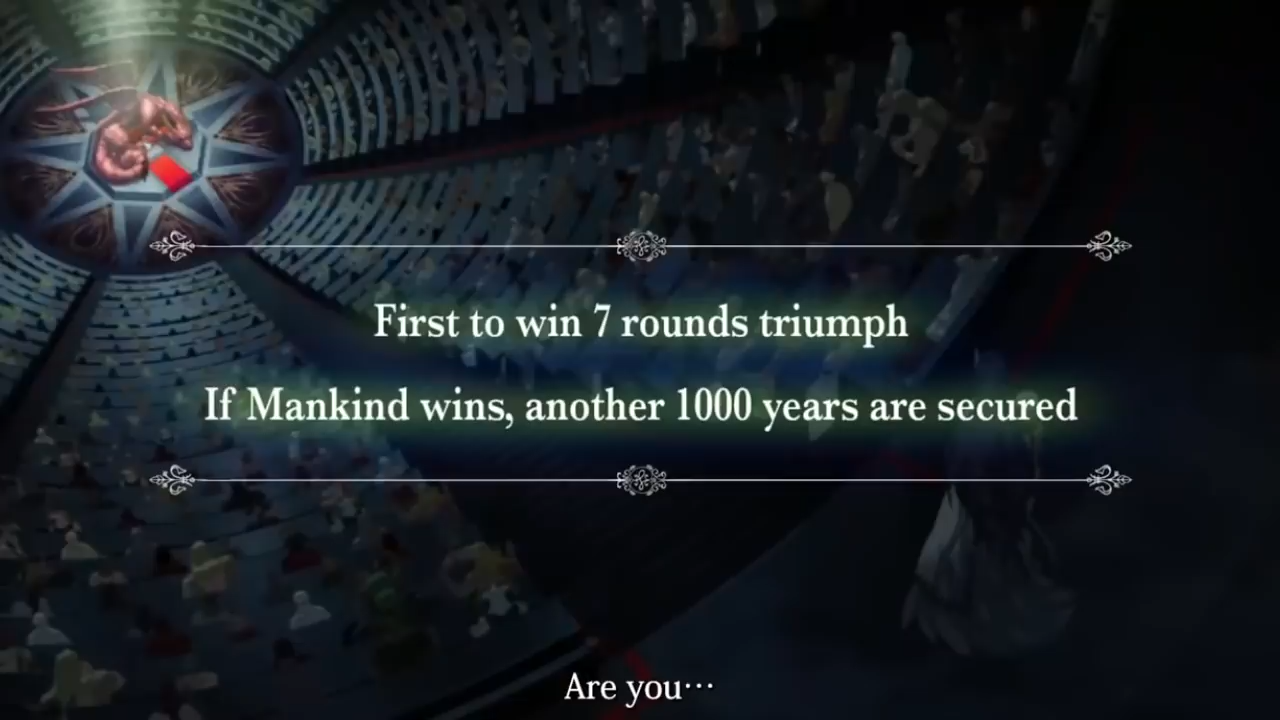 First to win 7 rounds triumph
If Mankind wins, another 1000 years are secured
Are you…